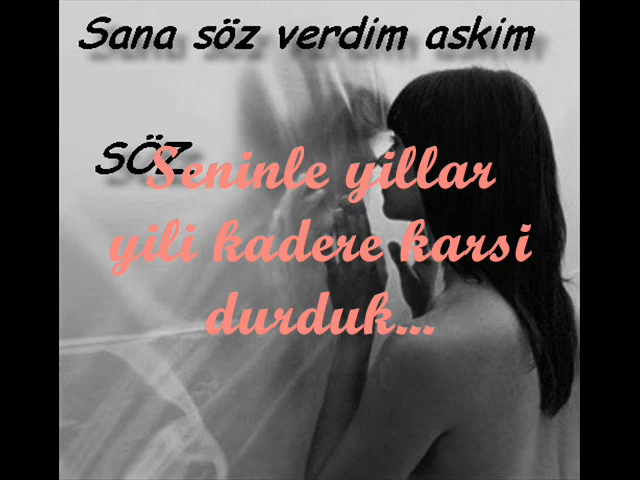 Sana söz verdim askim
SÖZ
Seninle yillar
yili kadere karsi
durduk...